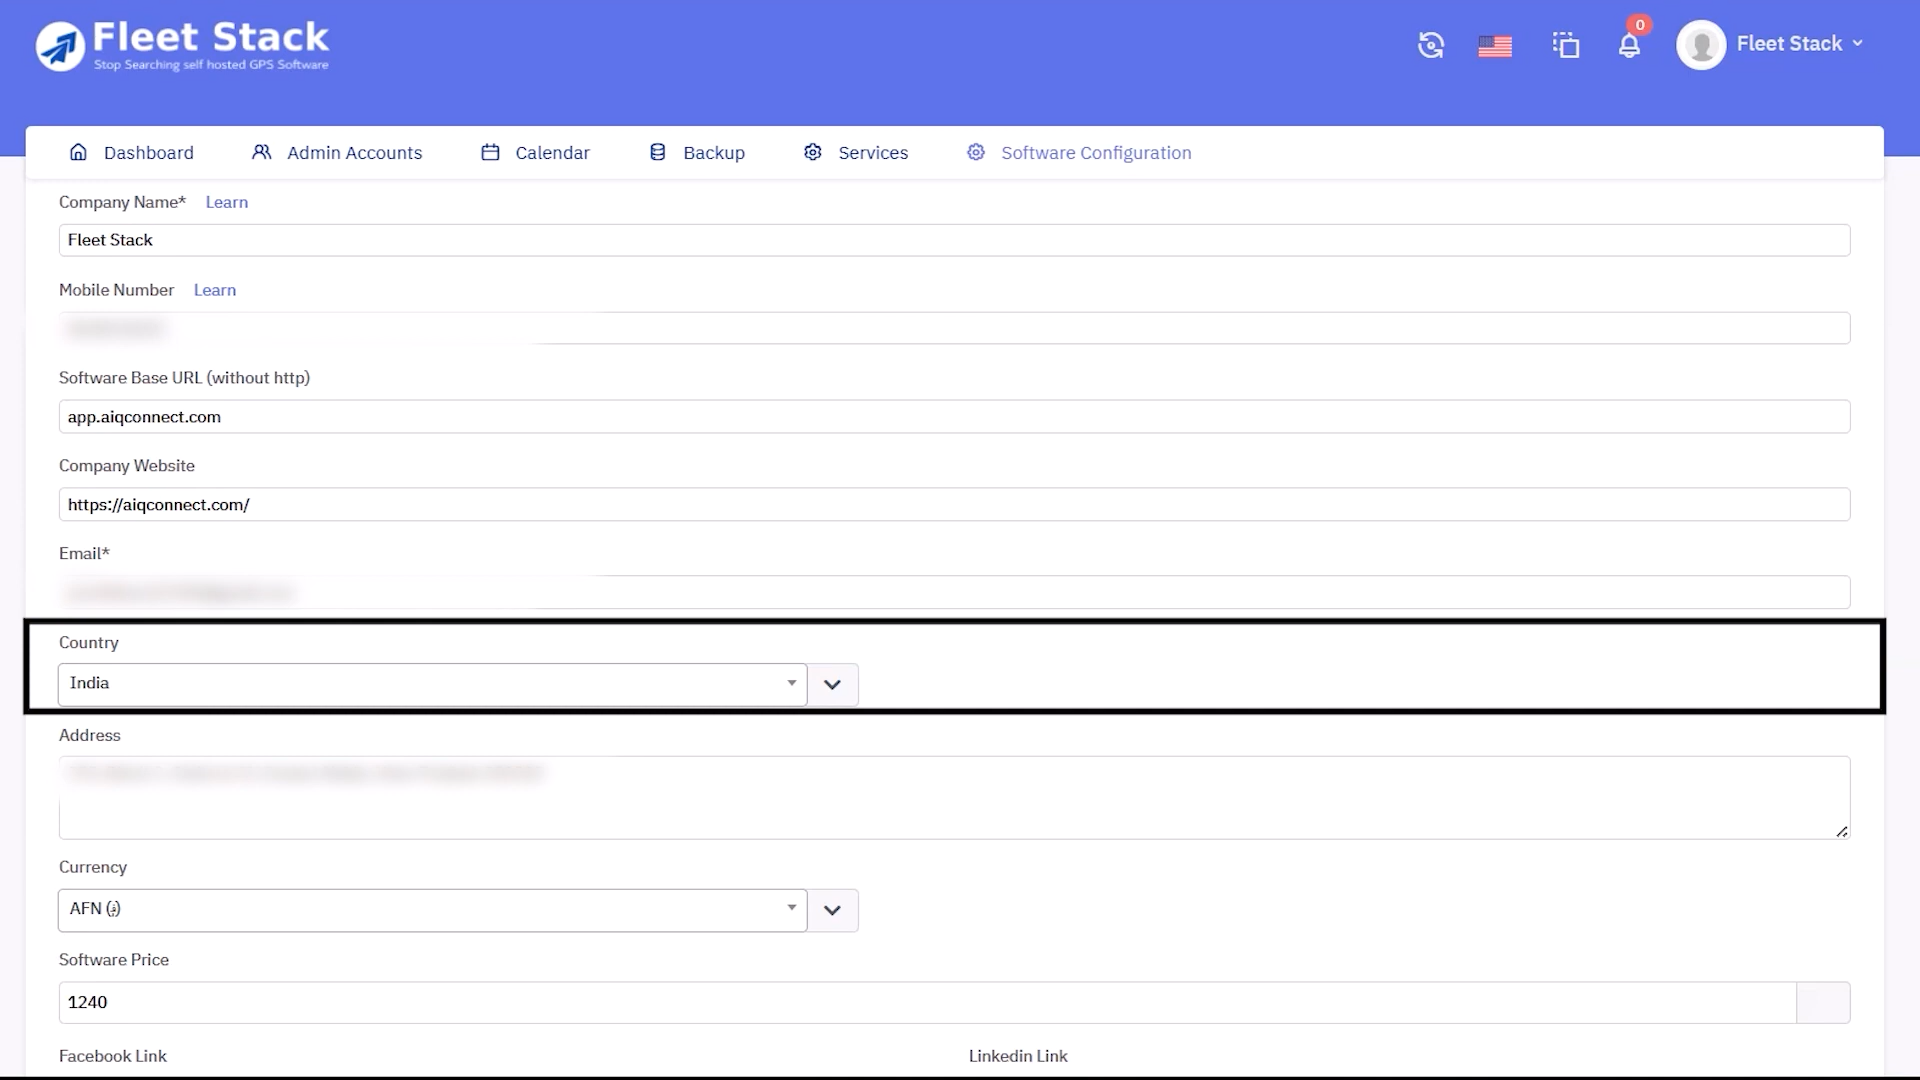 Fleet Stack
Stop Searching self hosted GPS Software
0
Fleet Stack
Dashboard Admin Accounts Calendar Backup Services Software Configuration
Company Name* Learn
Fleet Stack
Mobile Number Learn
Software Base URL (without http)
app.aiqconnect.com
Company Website
https://aiqconnect.com/
Email*
Country
India
Address
Currency
AFN (؋)
Software Price
1240
Facebook Link Linkedin Link